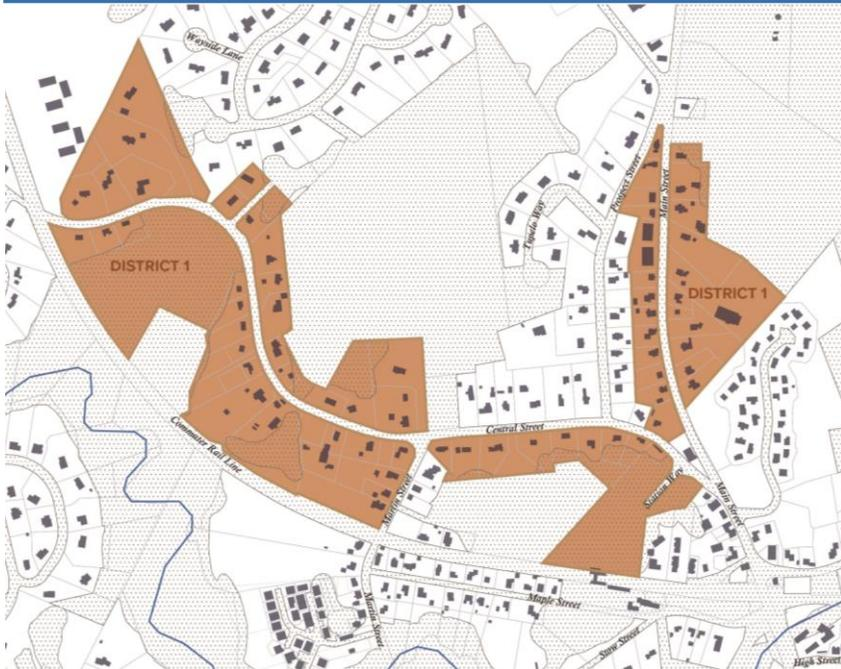 Wayside Lane
Prospect Street
Main Street
Tupelo Way
DISTRICT 1
DISTRICT 1
Central Street
Commuter Rail Line
Station Way
Martin Street
Main Street
Maple Street
Martin Street
Stow Street
High Street